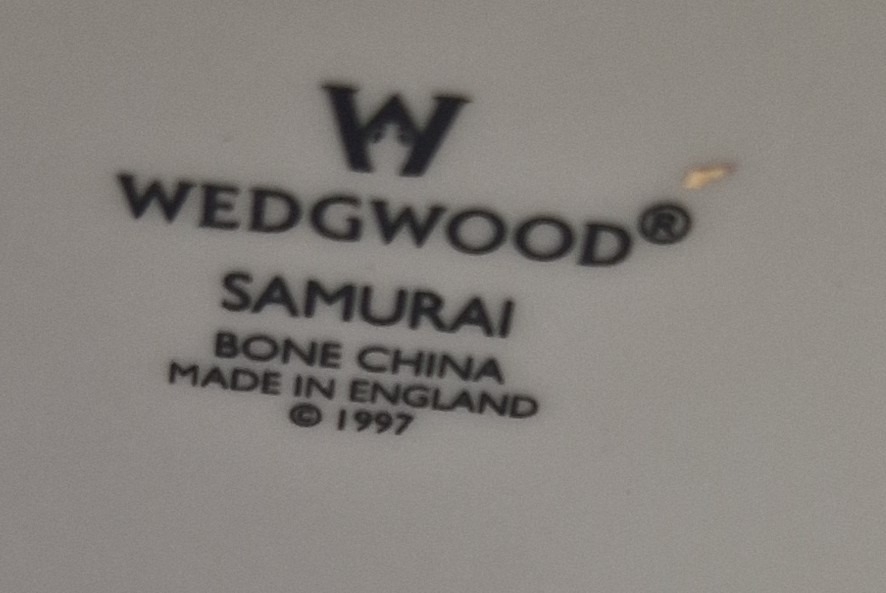 W
WEDGWOOD®
SAMURAI
BONE CHINA
MADE IN ENGLAND
© 1997